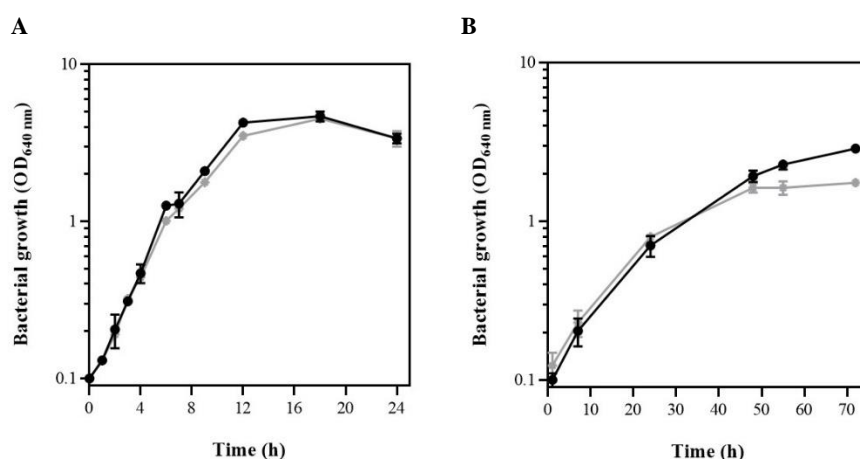 A
B
10
1
0.1
Bacterial growth (OD640 nm)
0 4 8 12 16 20 24
Time (h)
10
1
0.1
Bacterial growth (OD640 nm)
0 10 20 30 40 50 60 70
Time (h)